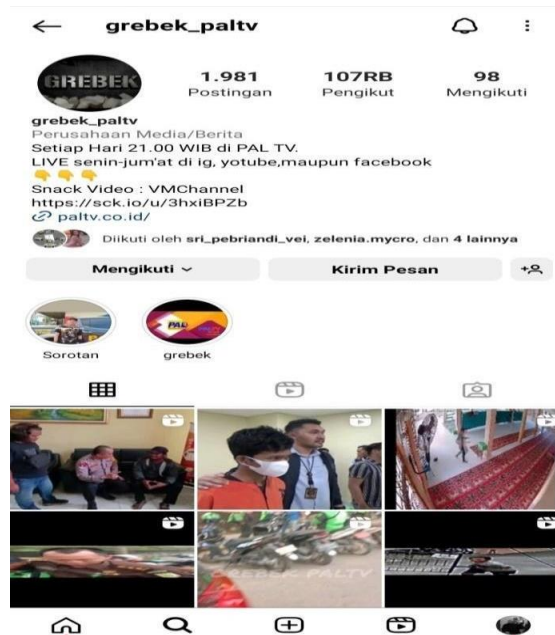 grebek_paltv
GREBEK
1.981 107RB 98
Postingan Pengikut Mengikuti
grebek_paltv
Perusahaan Media/Berita
Setiap Hari 21.00 WIB di PAL TV.
LIVE senin-jum'at di ig, yotube,maupun facebook
👇👇👇
Snack Video : VMChannel
https://sck.io/u/3hxiBPZb
paltv.co.id/
Diikuti oleh sri_pebriandi_vei, zelenia.mycro, dan 4 lainnya
Mengikuti Kirim Pesan
PAL
Sorotan grebek
GREBEK PALTV